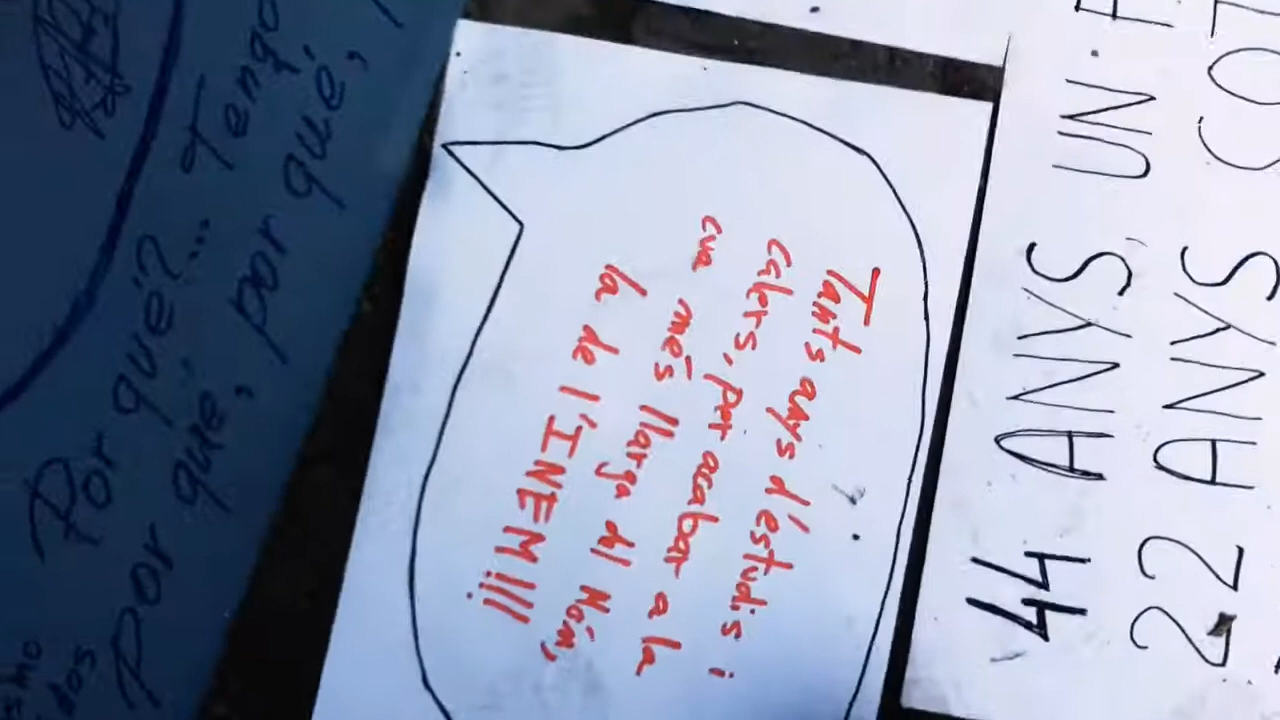 Por qué?... Tengo
por qué, por qué,
Tants anys d'estudis i
calers, per acabar a la
cua més llarga del Món,
la de l'INEM!!!
44 ANYS, UN
22 ANYS